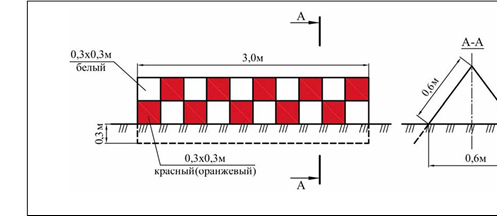 A
A-A
3,0м
0,3х0,3м
белый
0,6м
0,3м
0,3х0,3м
красный(оранжевый)
A
0,6м